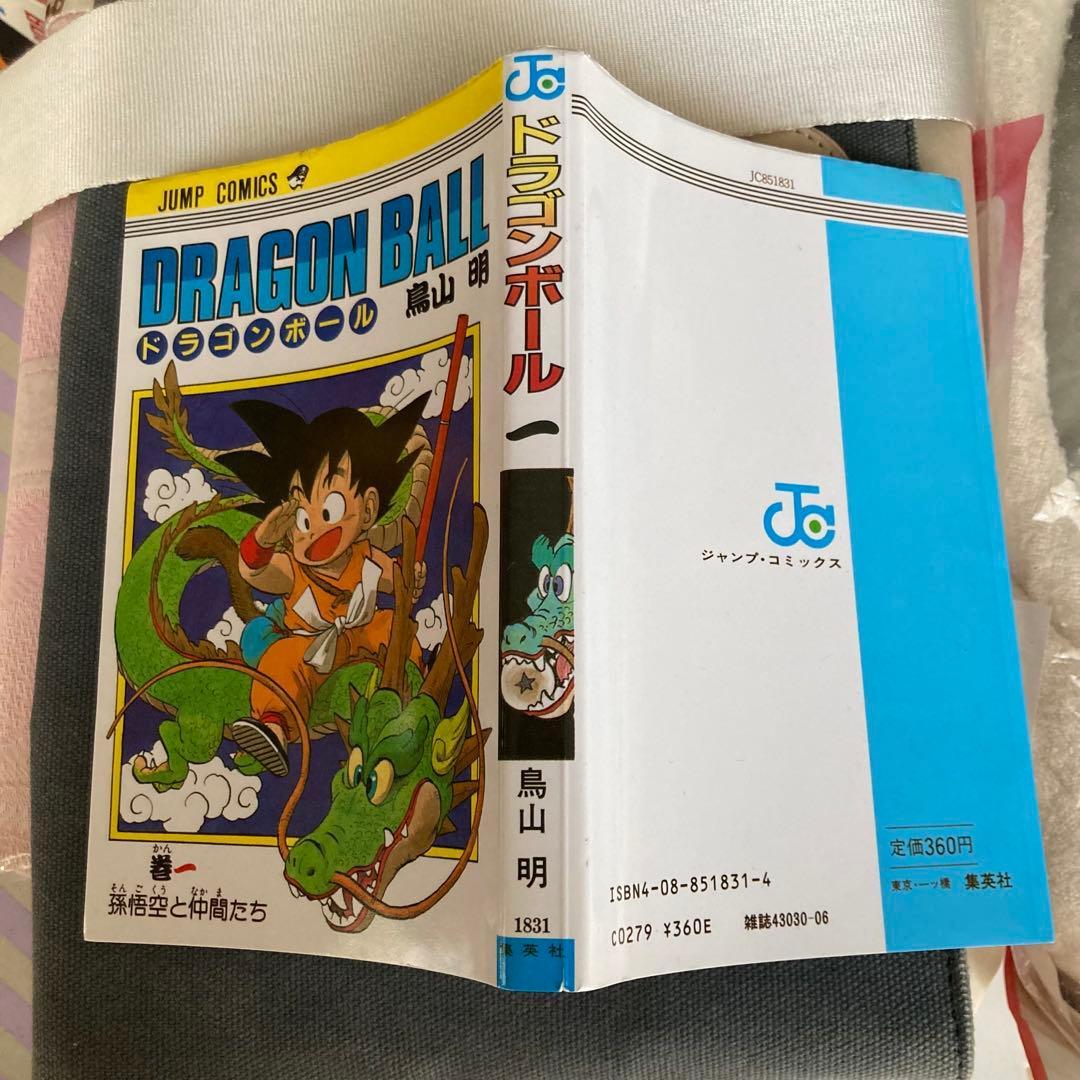 JUMP COMICS
DRAGON BALL
鳥山 明
ドラゴンボール
かん
巻一
そんごくう なかま
孫悟空と仲間たち
JC
ドラゴンボール
一
鳥山 明
1831
集英社
JC851831
JC
ジャンプ・コミックス
定価360円
東京・一ツ橋 集英社
ISBN4-08-851831-4
C0279 ¥360E 雑誌43030-06